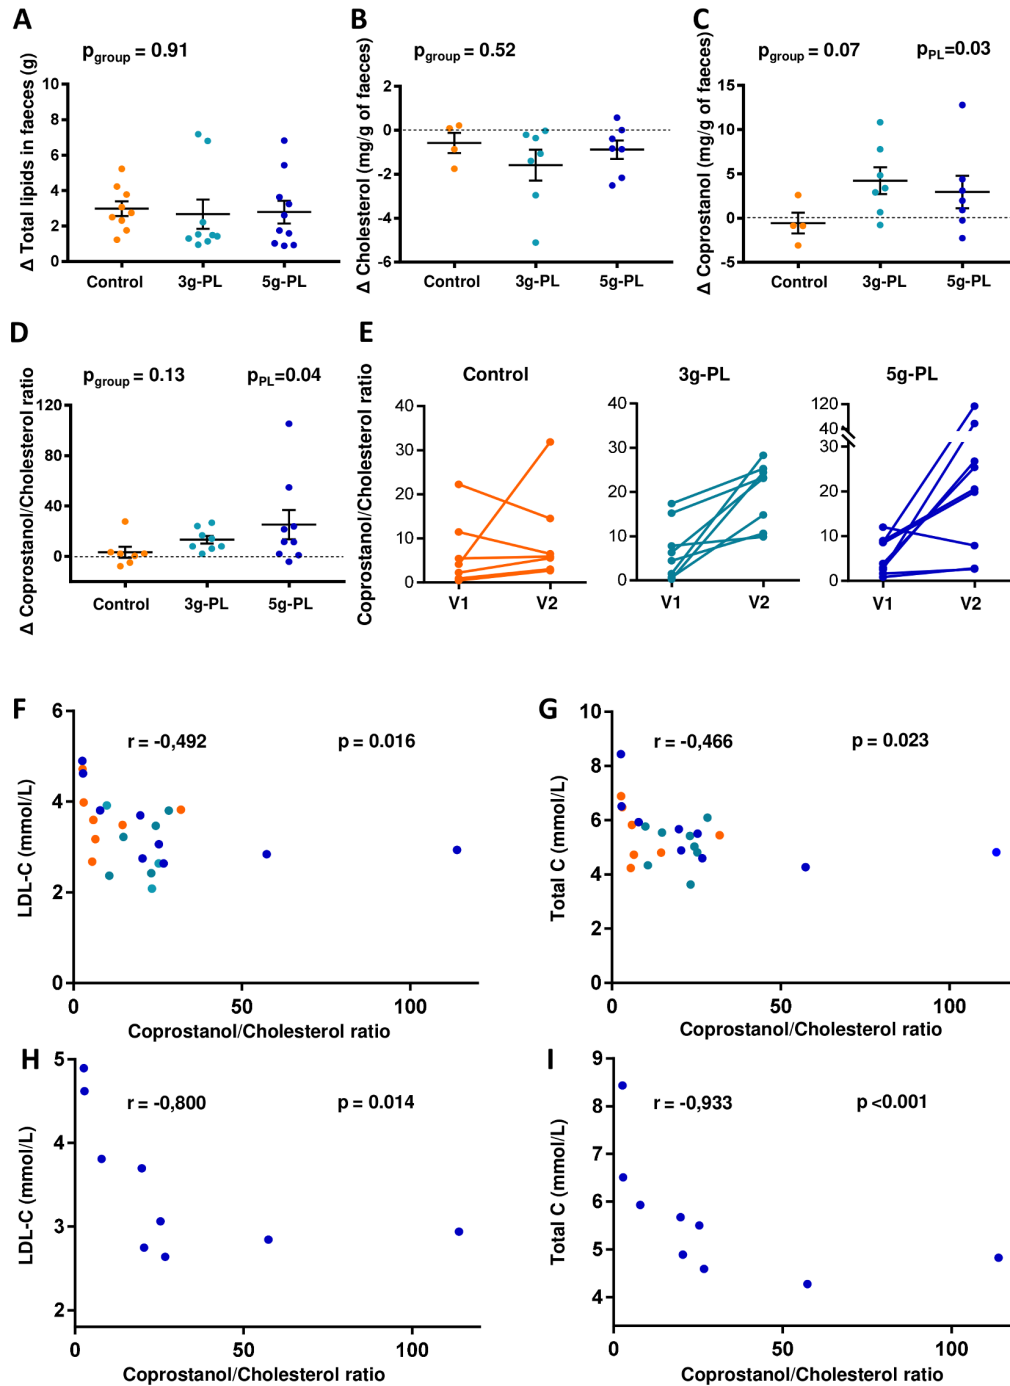 A
B
C
p group = 0.91
p group = 0.52
p group = 0.07
p PL=0.03
Δ Total lipids in faeces (g)
10
8
6
4
2
0
Control
3g-PL
5g-PL
Δ Cholesterol (mg/g of faeces)
2
0
-2
-4
-6
Control
3g-PL
5g-PL
Δ Coprostanol (mg/g of faeces)
15
10
5
0
-5
Control
3g-PL
5g-PL
D
E
p group = 0.13
p PL=0.04
Δ Coprostanol/Cholesterol ratio
120
80
40
0
Control
3g-PL
5g-PL
Coprostanol/Cholesterol ratio
Control
40
30
20
10
0
V1
V2
3g-PL
40
30
20
10
0
V1
V2
5g-PL
120
40
30
20
10
0
V1
V2
F
r = -0,492
p = 0.016
LDL-C (mmol/L)
6
4
2
0
0
50
100
Coprostanol/Cholesterol ratio
G
r = -0,466
p = 0.023
Total C (mmol/L)
10
8
6
4
2
0
0
50
100
Coprostanol/Cholesterol ratio
H
r = -0,800
p = 0.014
LDL-C (mmol/L)
5
4
3
2
0
50
100
Coprostanol/Cholesterol ratio
I
r = -0,933
p <0.001
Total C (mmol/L)
9
8
7
6
5
4
0
50
100
Coprostanol/Cholesterol ratio